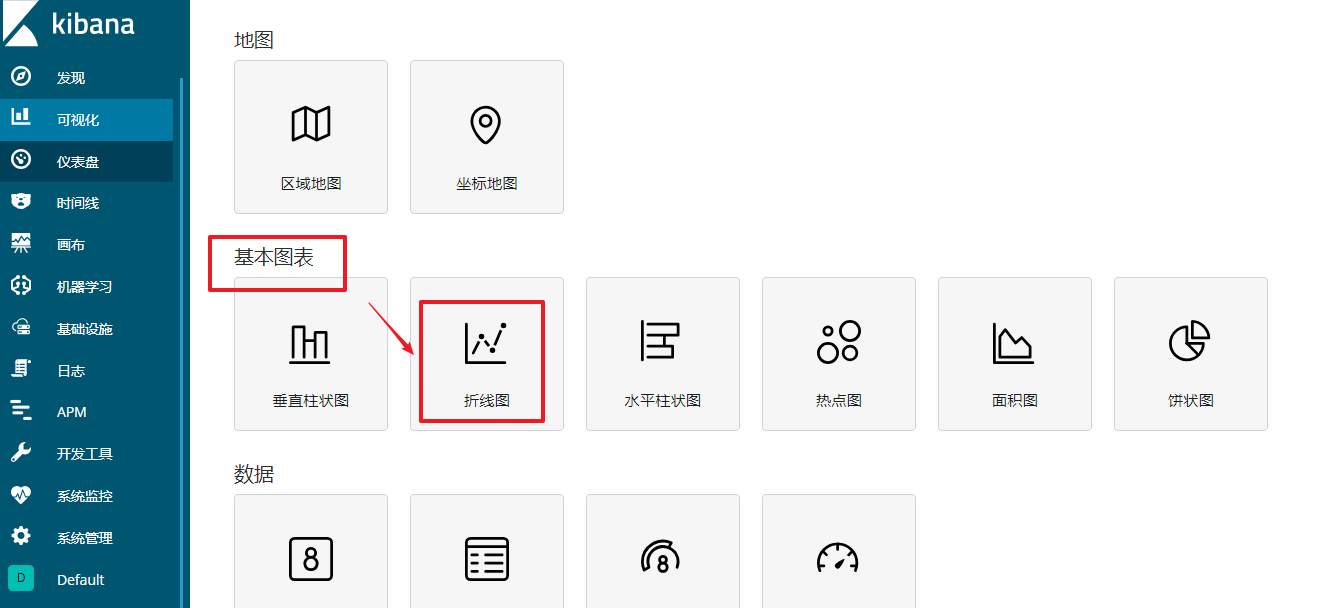 kibana
发现
可视化
仪表盘
时间线
画布
机器学习
基础设施
日志
APM
开发工具
系统监控
系统管理
D
Default
地图
区域地图
坐标地图
基本图表
垂直柱状图
折线图
水平柱状图
热点图
面积图
饼状图
数据
8
8